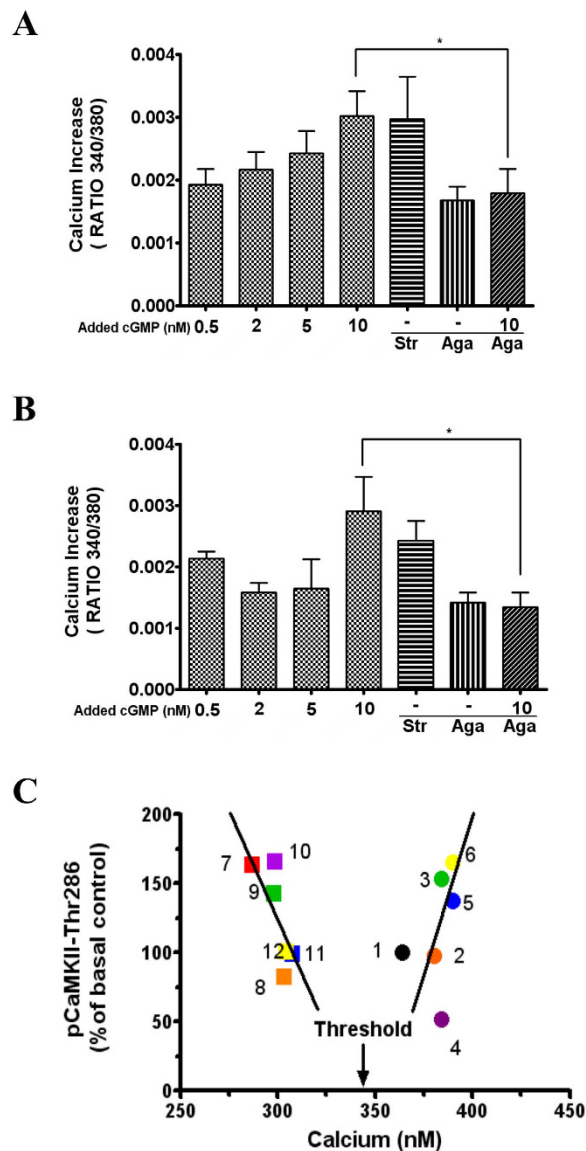 A
*
0.004
0.003
0.002
0.001
0.000
Calcium Increase
( RATIO 340/380)
Added cGMP (nM) 0.5 2 5 10 - - 10
Str Aga Aga
B
*
0.004
0.003
0.002
0.001
0.000
Calcium Increase
( RATIO 340/380)
Added cGMP (nM) 0.5 2 5 10 - - 10
Str Aga Aga
C
200
150
100
50
0
pCaMKII-Thr286
(% of basal control)
7 10
9
12 11
8
6
3
5
1 2
4
Threshold
250 300 350 400 450
Calcium (nM)